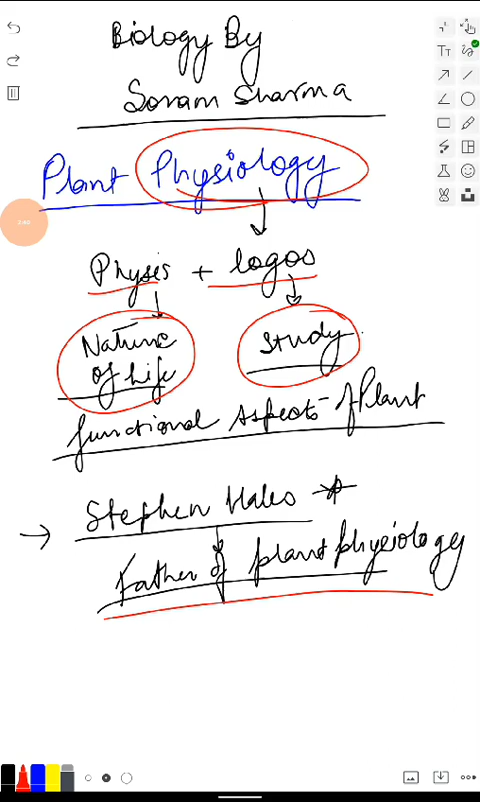 Biology By
Sonam Sharma
Plant Physiology
Physis + logos
Nature of Life
Study
functional Aspects of Plant
→ Stephen Hales *
Father of plant physiology